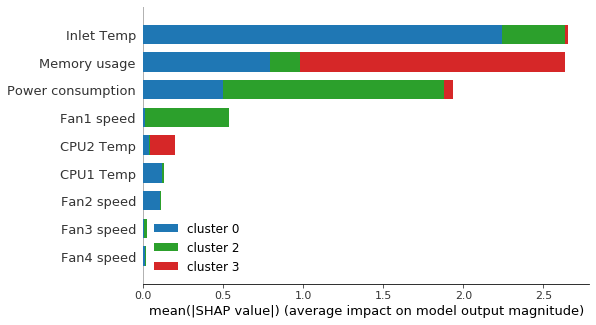 Inlet Temp
Memory usage
Power consumption
Fan1 speed
CPU2 Temp
CPU1 Temp
Fan2 speed
Fan3 speed
Fan4 speed
cluster 0
cluster 2
cluster 3
0.0 0.5 1.0 1.5 2.0 2.5
mean(|SHAP value|) (average impact on model output magnitude)